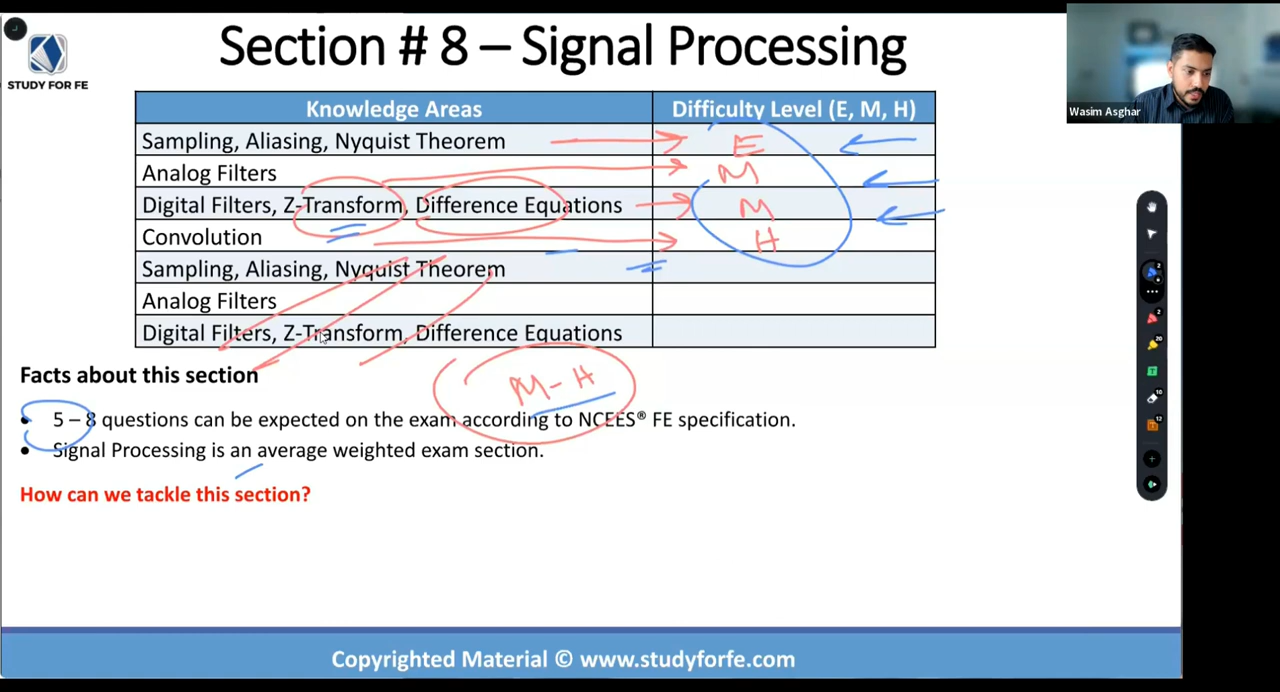 Section # 8 – Signal Processing
STUDY FOR FE
Wasim Asghar
Knowledge Areas
Difficulty Level (E, M, H)
Sampling, Aliasing, Nyquist Theorem
E
Analog Filters
M
Digital Filters, Z-Transform, Difference Equations
M
Convolution
H
Sampling, Aliasing, Nyquist Theorem
Analog Filters
Digital Filters, Z-Transform, Difference Equations
Facts about this section
M - H
• 5 – 8 questions can be expected on the exam according to NCEES® FE specification.
• Signal Processing is an average weighted exam section.
How can we tackle this section?
Copyrighted Material © www.studyforfe.com